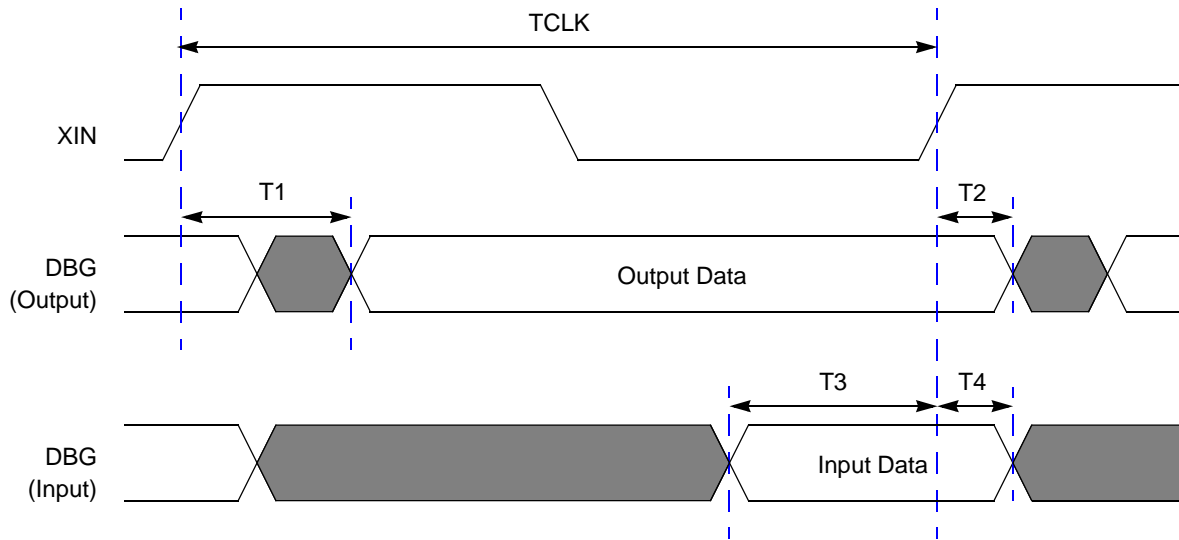 TCLK
XIN
T1
T2
DBG
(Output)
Output Data
T3
T4
DBG
(Input)
Input Data